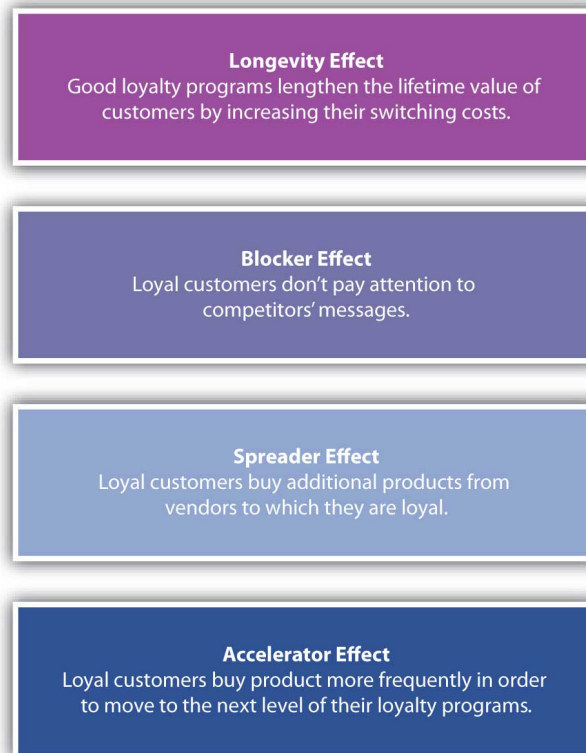 Longevity Effect
Good loyalty programs lengthen the lifetime value of
customers by increasing their switching costs.
Blocker Effect
Loyal customers don’t pay attention to
competitors’ messages.
Spreader Effect
Loyal customers buy additional products from
vendors to which they are loyal.
Accelerator Effect
Loyal customers buy product more frequently in order
to move to the next level of their loyalty programs.